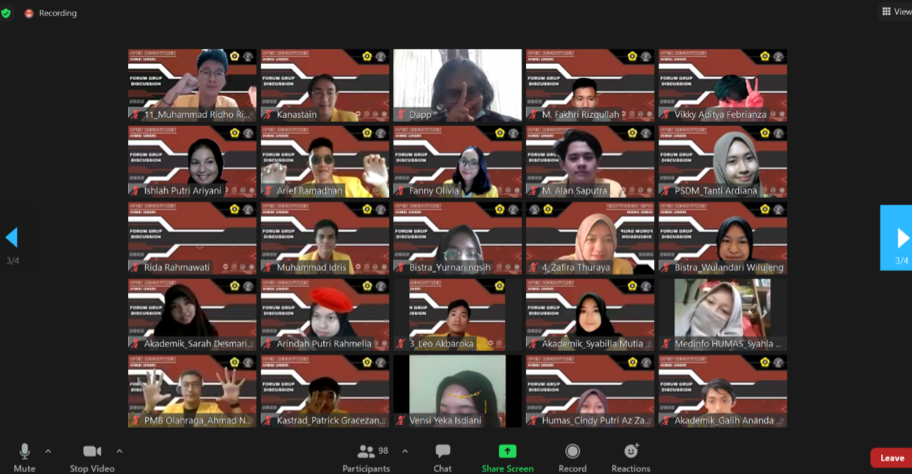 Recording
View
11_Muhammad Ridho Ri...
Kanastain
Dapp
M. Fakhri Rizqullah
Vikky Aditya Febrianza
FORUM GRUP
DISCUSSION
Ishlah Putri Ariyani
Arief Ramadhan
Fanny Olivia
M. Alan Saputra
PSDM_Tanti Ardiana
Rida Rahmawati
Muhammad Idris
Bistra_Yurnaningsih
4_Zafira Thuraya
Bistra_Wulandari Wilujeng
3/4
3/4
Akademik_Sarah Desmari...
Arindah Putri Rahmella
3_Leo Akbaroka
Akademik_Syabilla Mutia ...
Medinfo HUMAS_Syahla ...
PMB Olahraga_Ahmad N...
Kastrad_Patrick Gracezan...
Vensi Yeka Isdiani
Humas_Cindy Putri Az Za...
Akademik_Galih Ananda ...
Mute
Stop Video
Participants
98
Chat
Share Screen
Record
Reactions
Leave